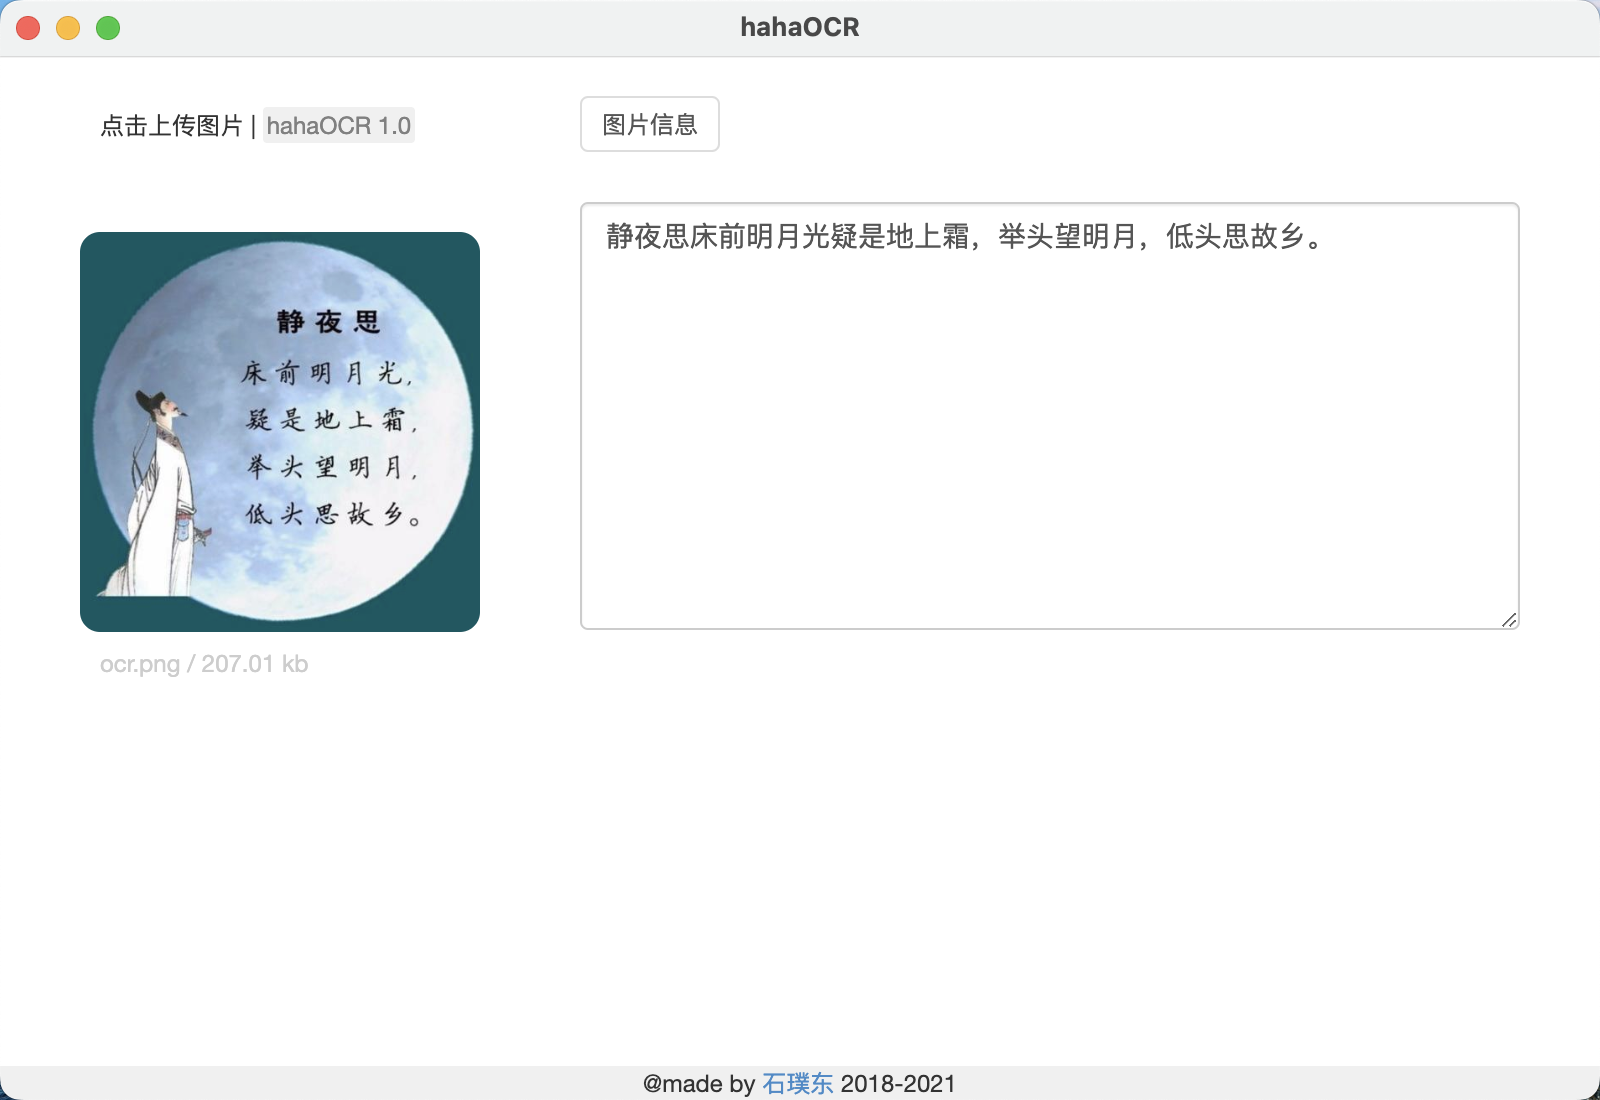 hahaOCR
点击上传图片 | hahaOCR 1.0
图片信息
静夜思
床前明月光,
疑是地上霜,
举头望明月,
低头思故乡。
ocr.png / 207.01 kb
静夜思床前明月光疑是地上霜，举头望明月，低头思故乡。
@made by 石璞东 2018-2021